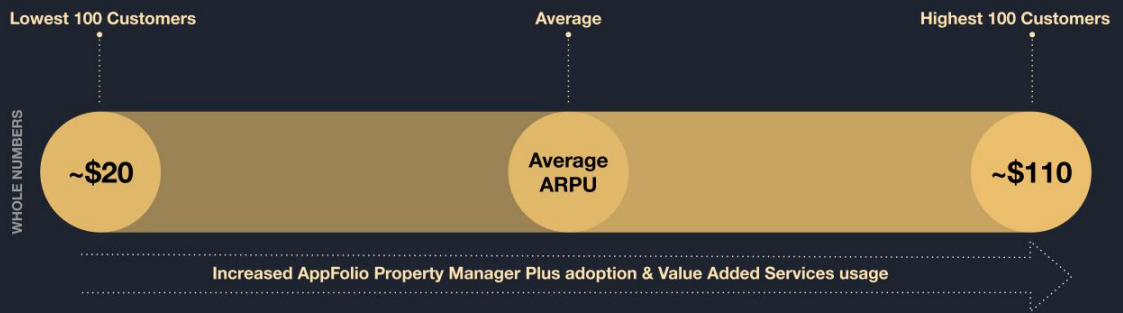 Lowest 100 Customers
Average
Highest 100 Customers
WHOLE NUMBERS
~$20
Average
ARPU
~$110
Increased AppFolio Property Manager Plus adoption & Value Added Services usage